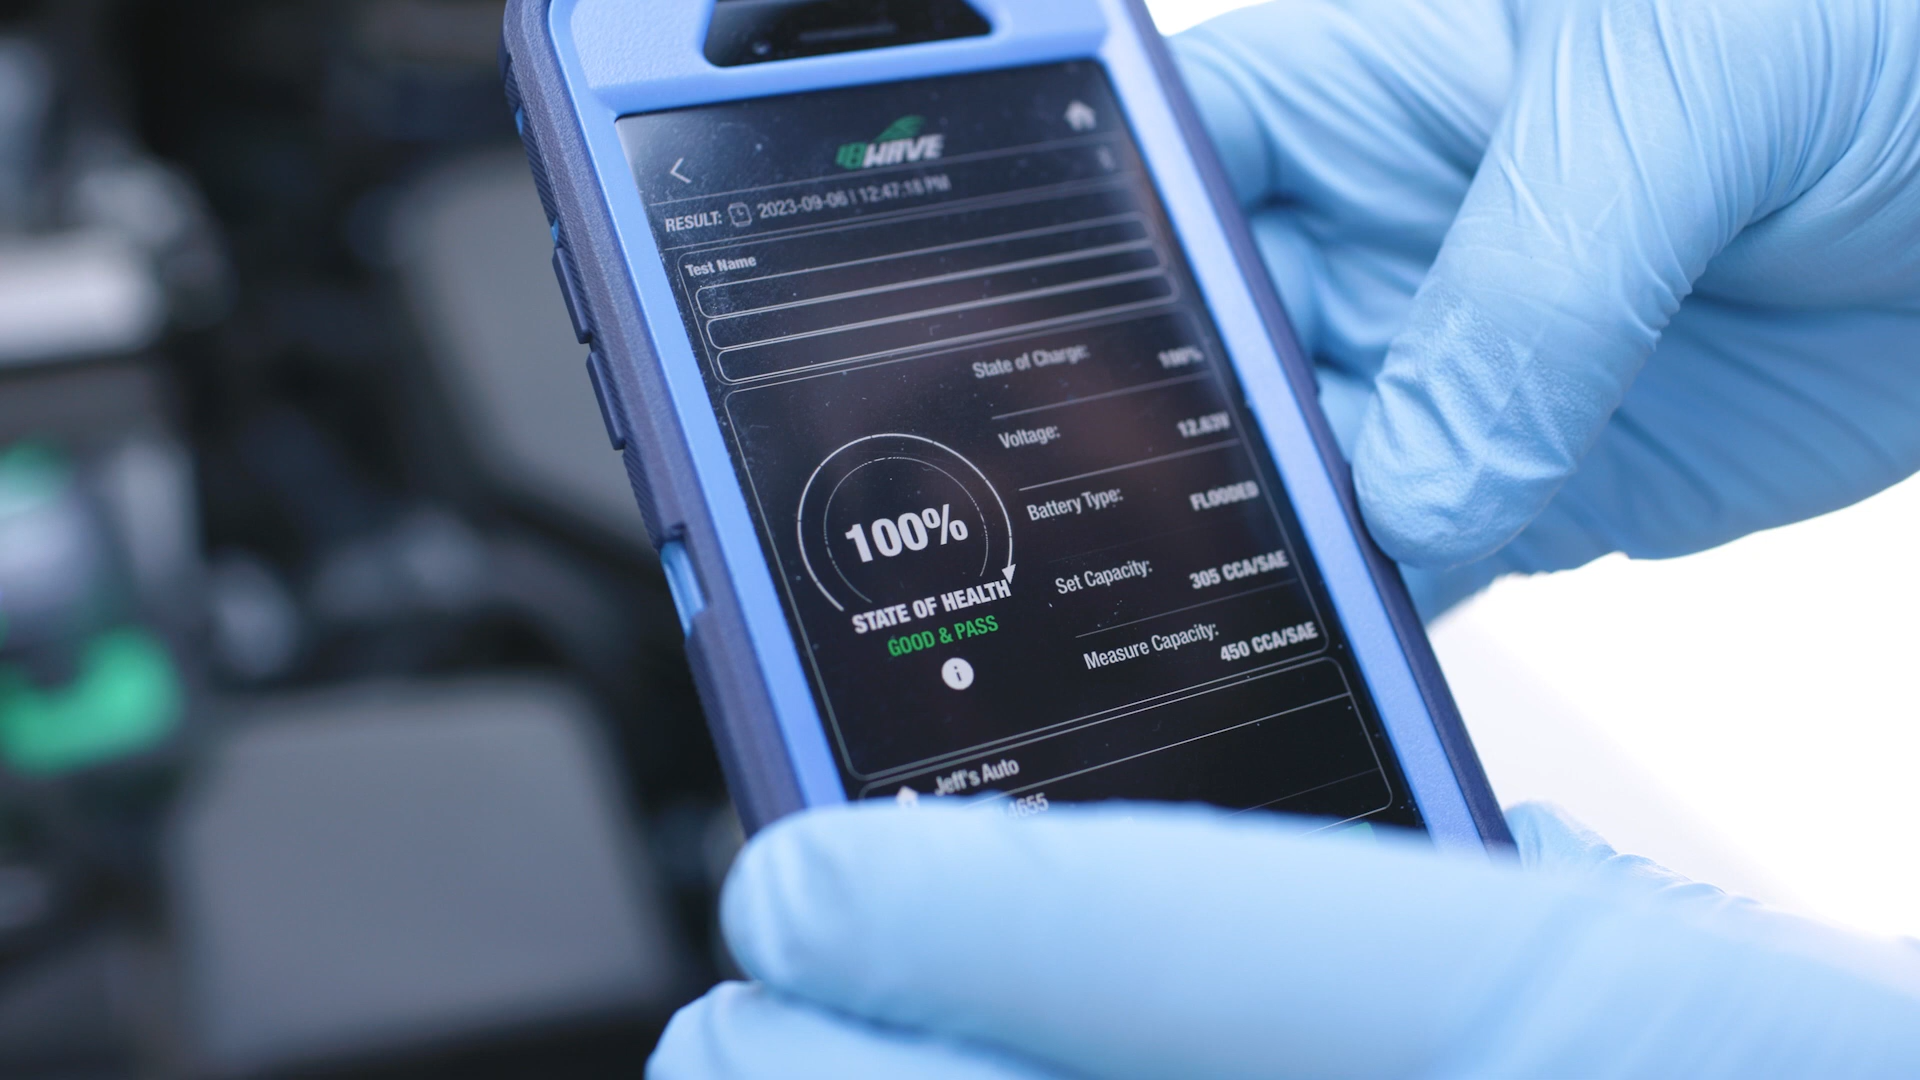 WAVE
RESULT: 2023-09-06 | 12:47:18 PM
Test Name
State of Charge: 100%
Voltage: 12.63V
Battery Type: FLOODED
Set Capacity: 305 CCA/SAE
Measure Capacity: 450 CCA/SAE
100%
STATE OF HEALTH
GOOD & PASS
i
Jeff's Auto
4655